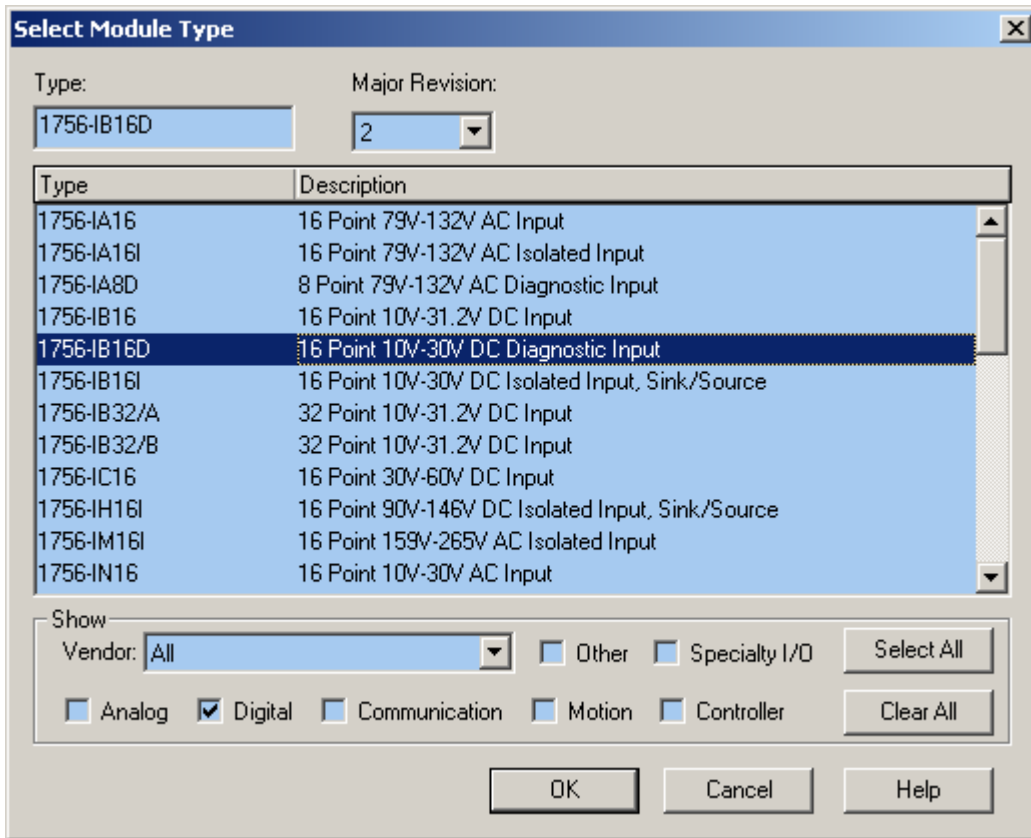 Select Module Type
Type: Major Revision:
1756-IB16D 2
Type Description
1756-IA16 16 Point 79V-132V AC Input
1756-IA16I 16 Point 79V-132V AC Isolated Input
1756-IA8D 8 Point 79V-132V AC Diagnostic Input
1756-IB16 16 Point 10V-31.2V DC Input
1756-IB16D 16 Point 10V-30V DC Diagnostic Input
1756-IB16I 16 Point 10V-30V DC Isolated Input, Sink/Source
1756-IB32/A 32 Point 10V-31.2V DC Input
1756-IB32/B 32 Point 10V-31.2V DC Input
1756-IC16 16 Point 30V-60V DC Input
1756-IH16I 16 Point 90V-146V DC Isolated Input, Sink/Source
1756-IM16I 16 Point 159V-265V AC Isolated Input
1756-IN16 16 Point 10V-30V AC Input
Show
Vendor: All Other Specialty I/O Select All
Analog Digital Communication Motion Controller Clear All
OK Cancel Help